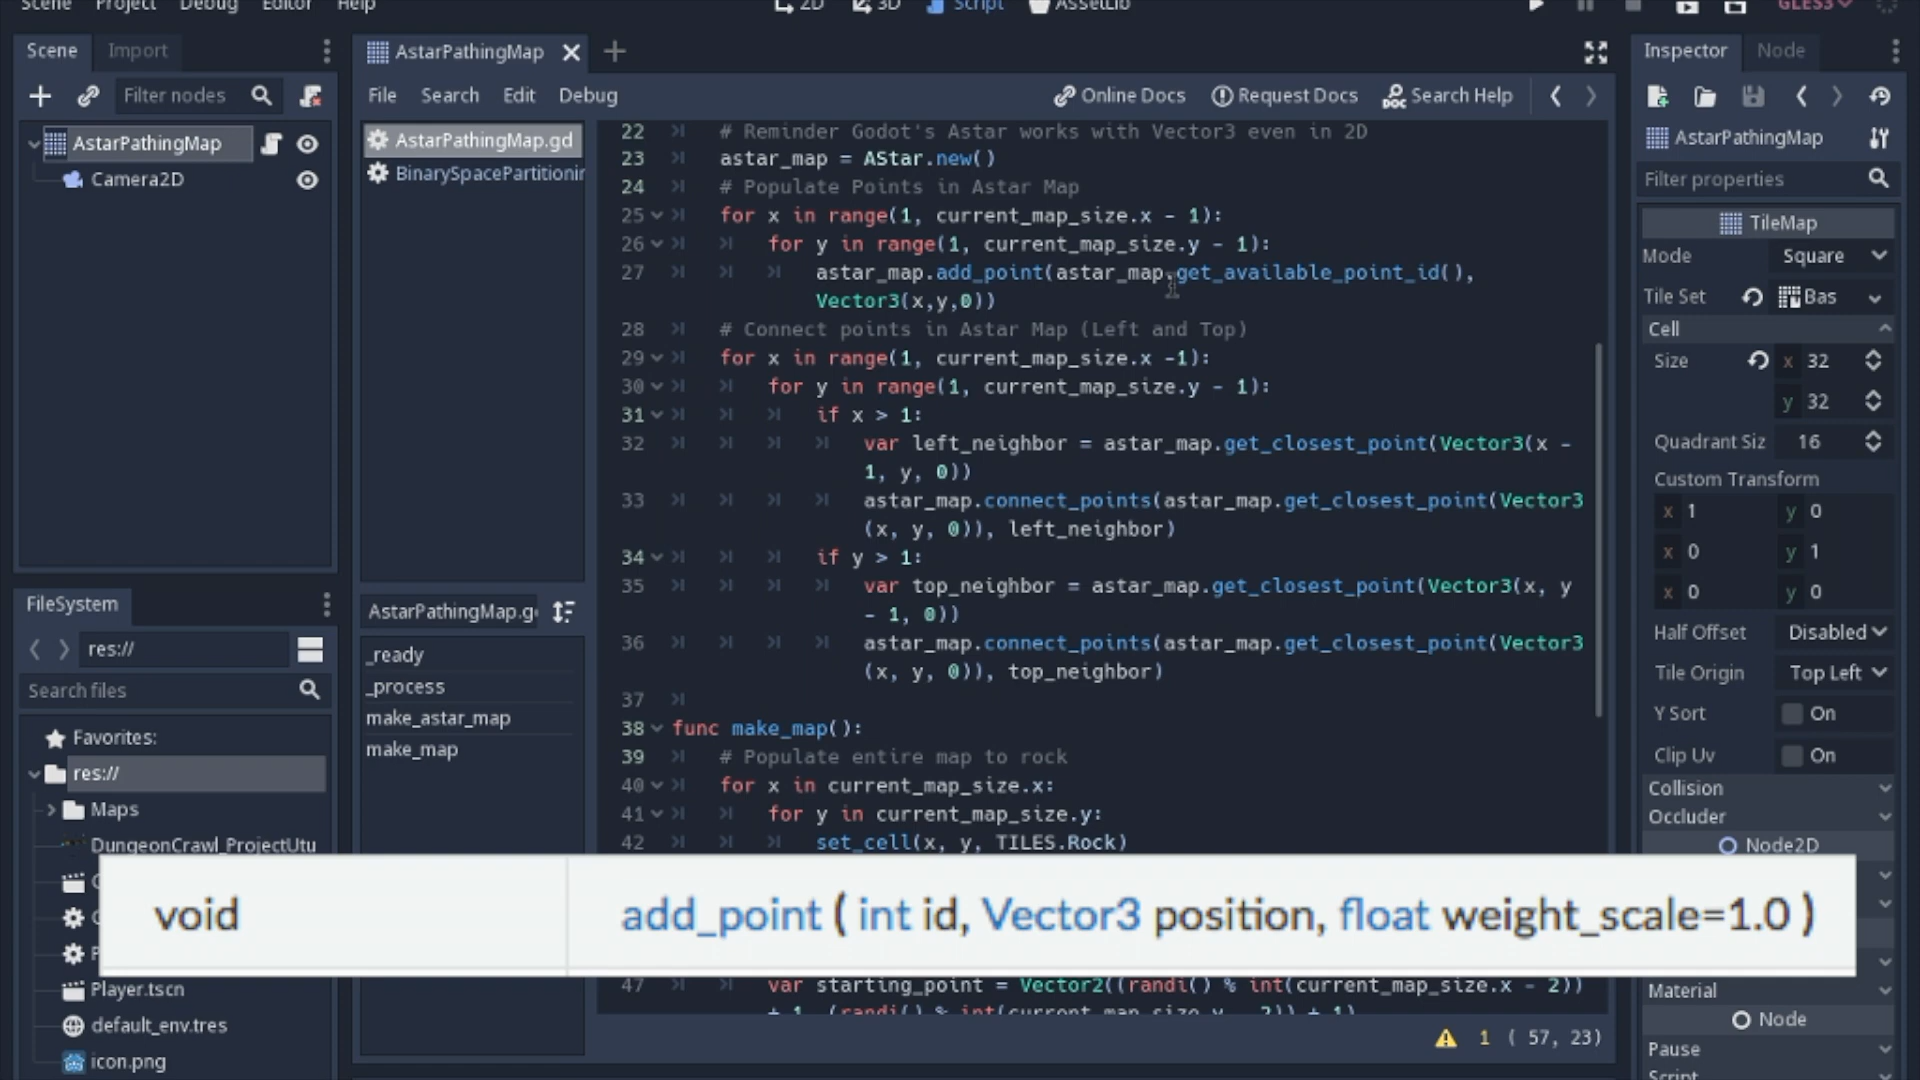 Scene Project Debug Editor Help
2D 3D Script AssetLib
GLES3
Scene Import
Filter nodes
AstarPathingMap
Camera2D
FileSystem
res://
Search files
Favorites:
res://
Maps
DungeonCrawl_ProjectUtu
Player.tscn
default_env.tres
icon.png
AstarPathingMap
File Search Edit Debug
Online Docs Request Docs Search Help
AstarPathingMap.gd
BinarySpacePartitionin
AstarPathingMap.g
_ready
_process
make_astar_map
make_map
22 # Reminder Godot's Astar works with Vector3 even in 2D
23 astar_map = AStar.new()
24 # Populate Points in Astar Map
25 for x in range(1, current_map_size.x - 1):
26 for y in range(1, current_map_size.y - 1):
27 astar_map.add_point(astar_map.get_available_point_id(),
Vector3(x,y,0))
28 # Connect points in Astar Map (Left and Top)
29 for x in range(1, current_map_size.x -1):
30 for y in range(1, current_map_size.y - 1):
31 if x > 1:
32 var left_neighbor = astar_map.get_closest_point(Vector3(x -
1, y, 0))
33 astar_map.connect_points(astar_map.get_closest_point(Vector3
(x, y, 0)), left_neighbor)
34 if y > 1:
35 var top_neighbor = astar_map.get_closest_point(Vector3(x, y
- 1, 0))
36 astar_map.connect_points(astar_map.get_closest_point(Vector3
(x, y, 0)), top_neighbor)
37
38 func make_map():
39 # Populate entire map to rock
40 for x in current_map_size.x:
41 for y in current_map_size.y:
42 set_cell(x, y, TILES.Rock)
void add_point ( int id, Vector3 position, float weight_scale=1.0 )
47 var starting_point = Vector2((randi() % int(current_map_size.x - 2))
+ 1, (randi() % int(current_map_size.y - 2)) + 1)
1 ( 57, 23)
Inspector Node
AstarPathingMap
Filter properties
TileMap
Mode Square
Tile Set Bas
Cell
Size x 32
y 32
Quadrant Siz 16
Custom Transform
x 1 y 0
x 0 y 1
x 0 y 0
Half Offset Disabled
Tile Origin Top Left
Y Sort On
Clip Uv On
Collision
Occluder
Node2D
Material
Node
Pause
Script